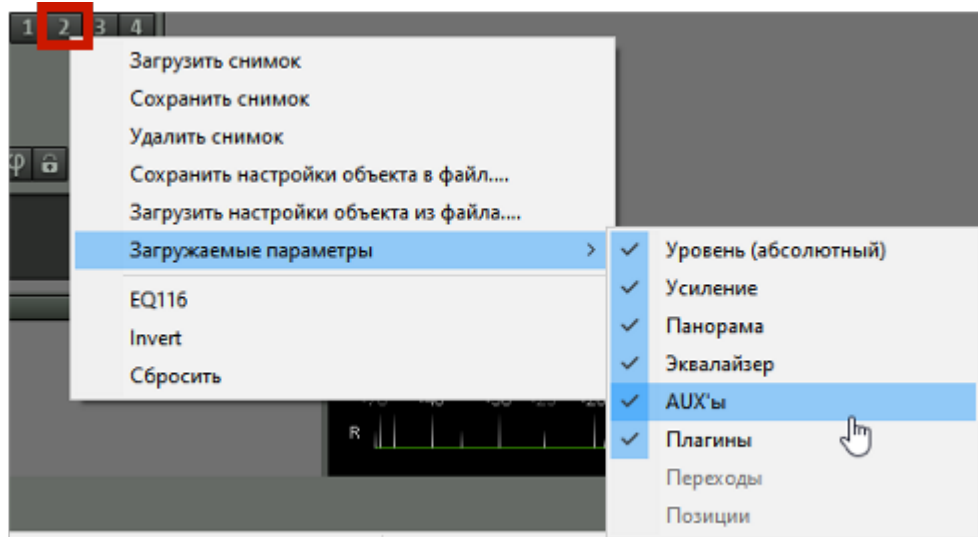 1 2 3 4
Загрузить снимок
Сохранить снимок
Удалить снимок
φ
Сохранить настройки объекта в файл....
Загрузить настройки объекта из файла....
Загружаемые параметры
Уровень (абсолютный)
EQ116
Усиление
Invert
Панорама
Сбросить
Эквалайзер
AUX'ы
R
Плагины
Переходы
Позиции